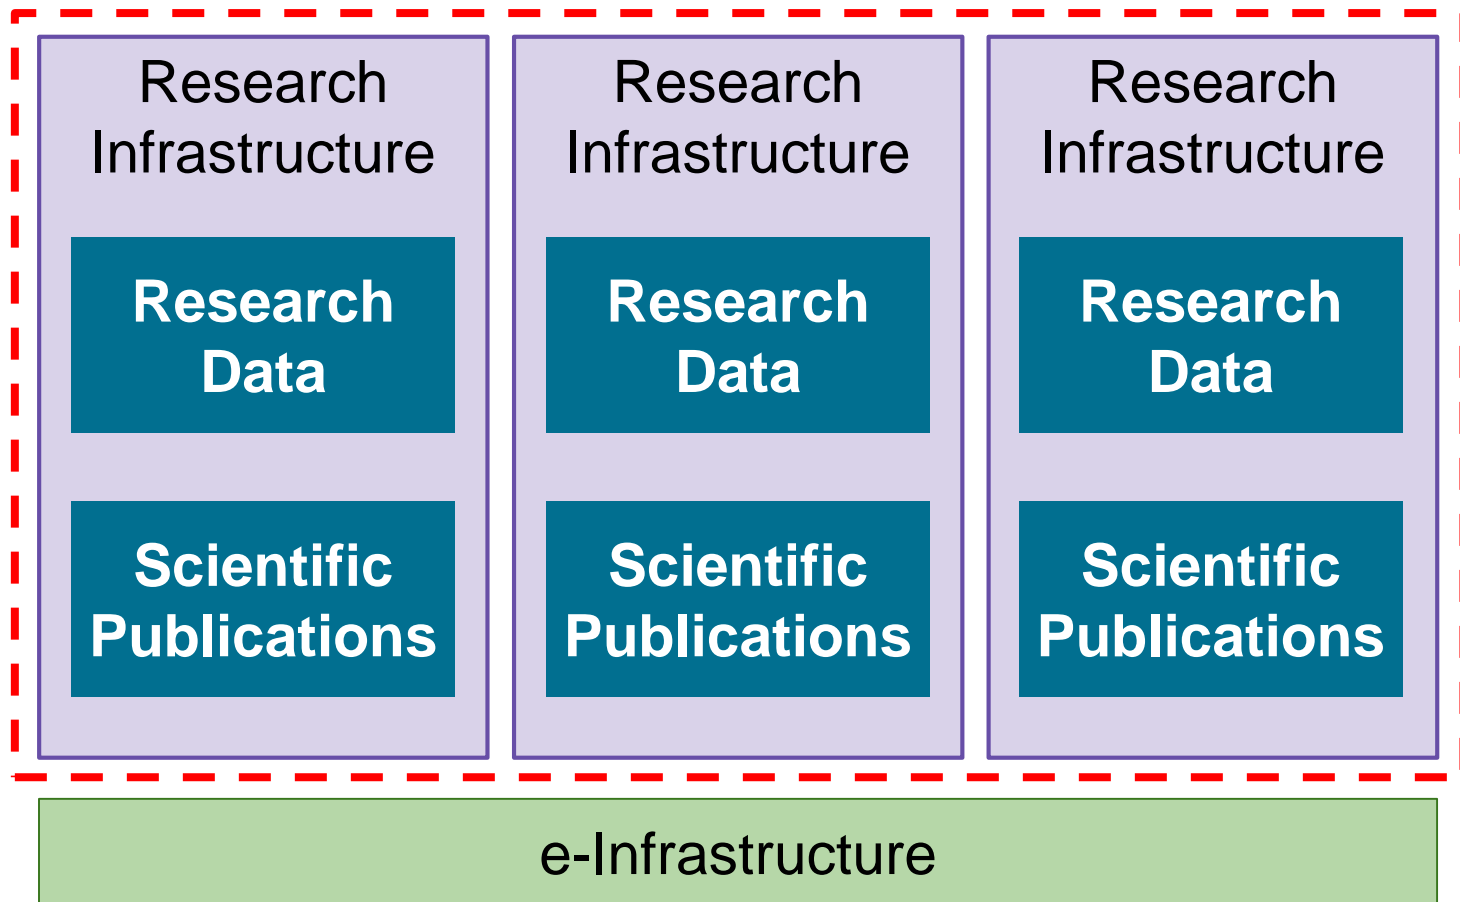 Research
Infrastructure
Research
Data
Scientific
Publications
Research
Infrastructure
Research
Data
Scientific
Publications
Research
Infrastructure
Research
Data
Scientific
Publications
e-Infrastructure